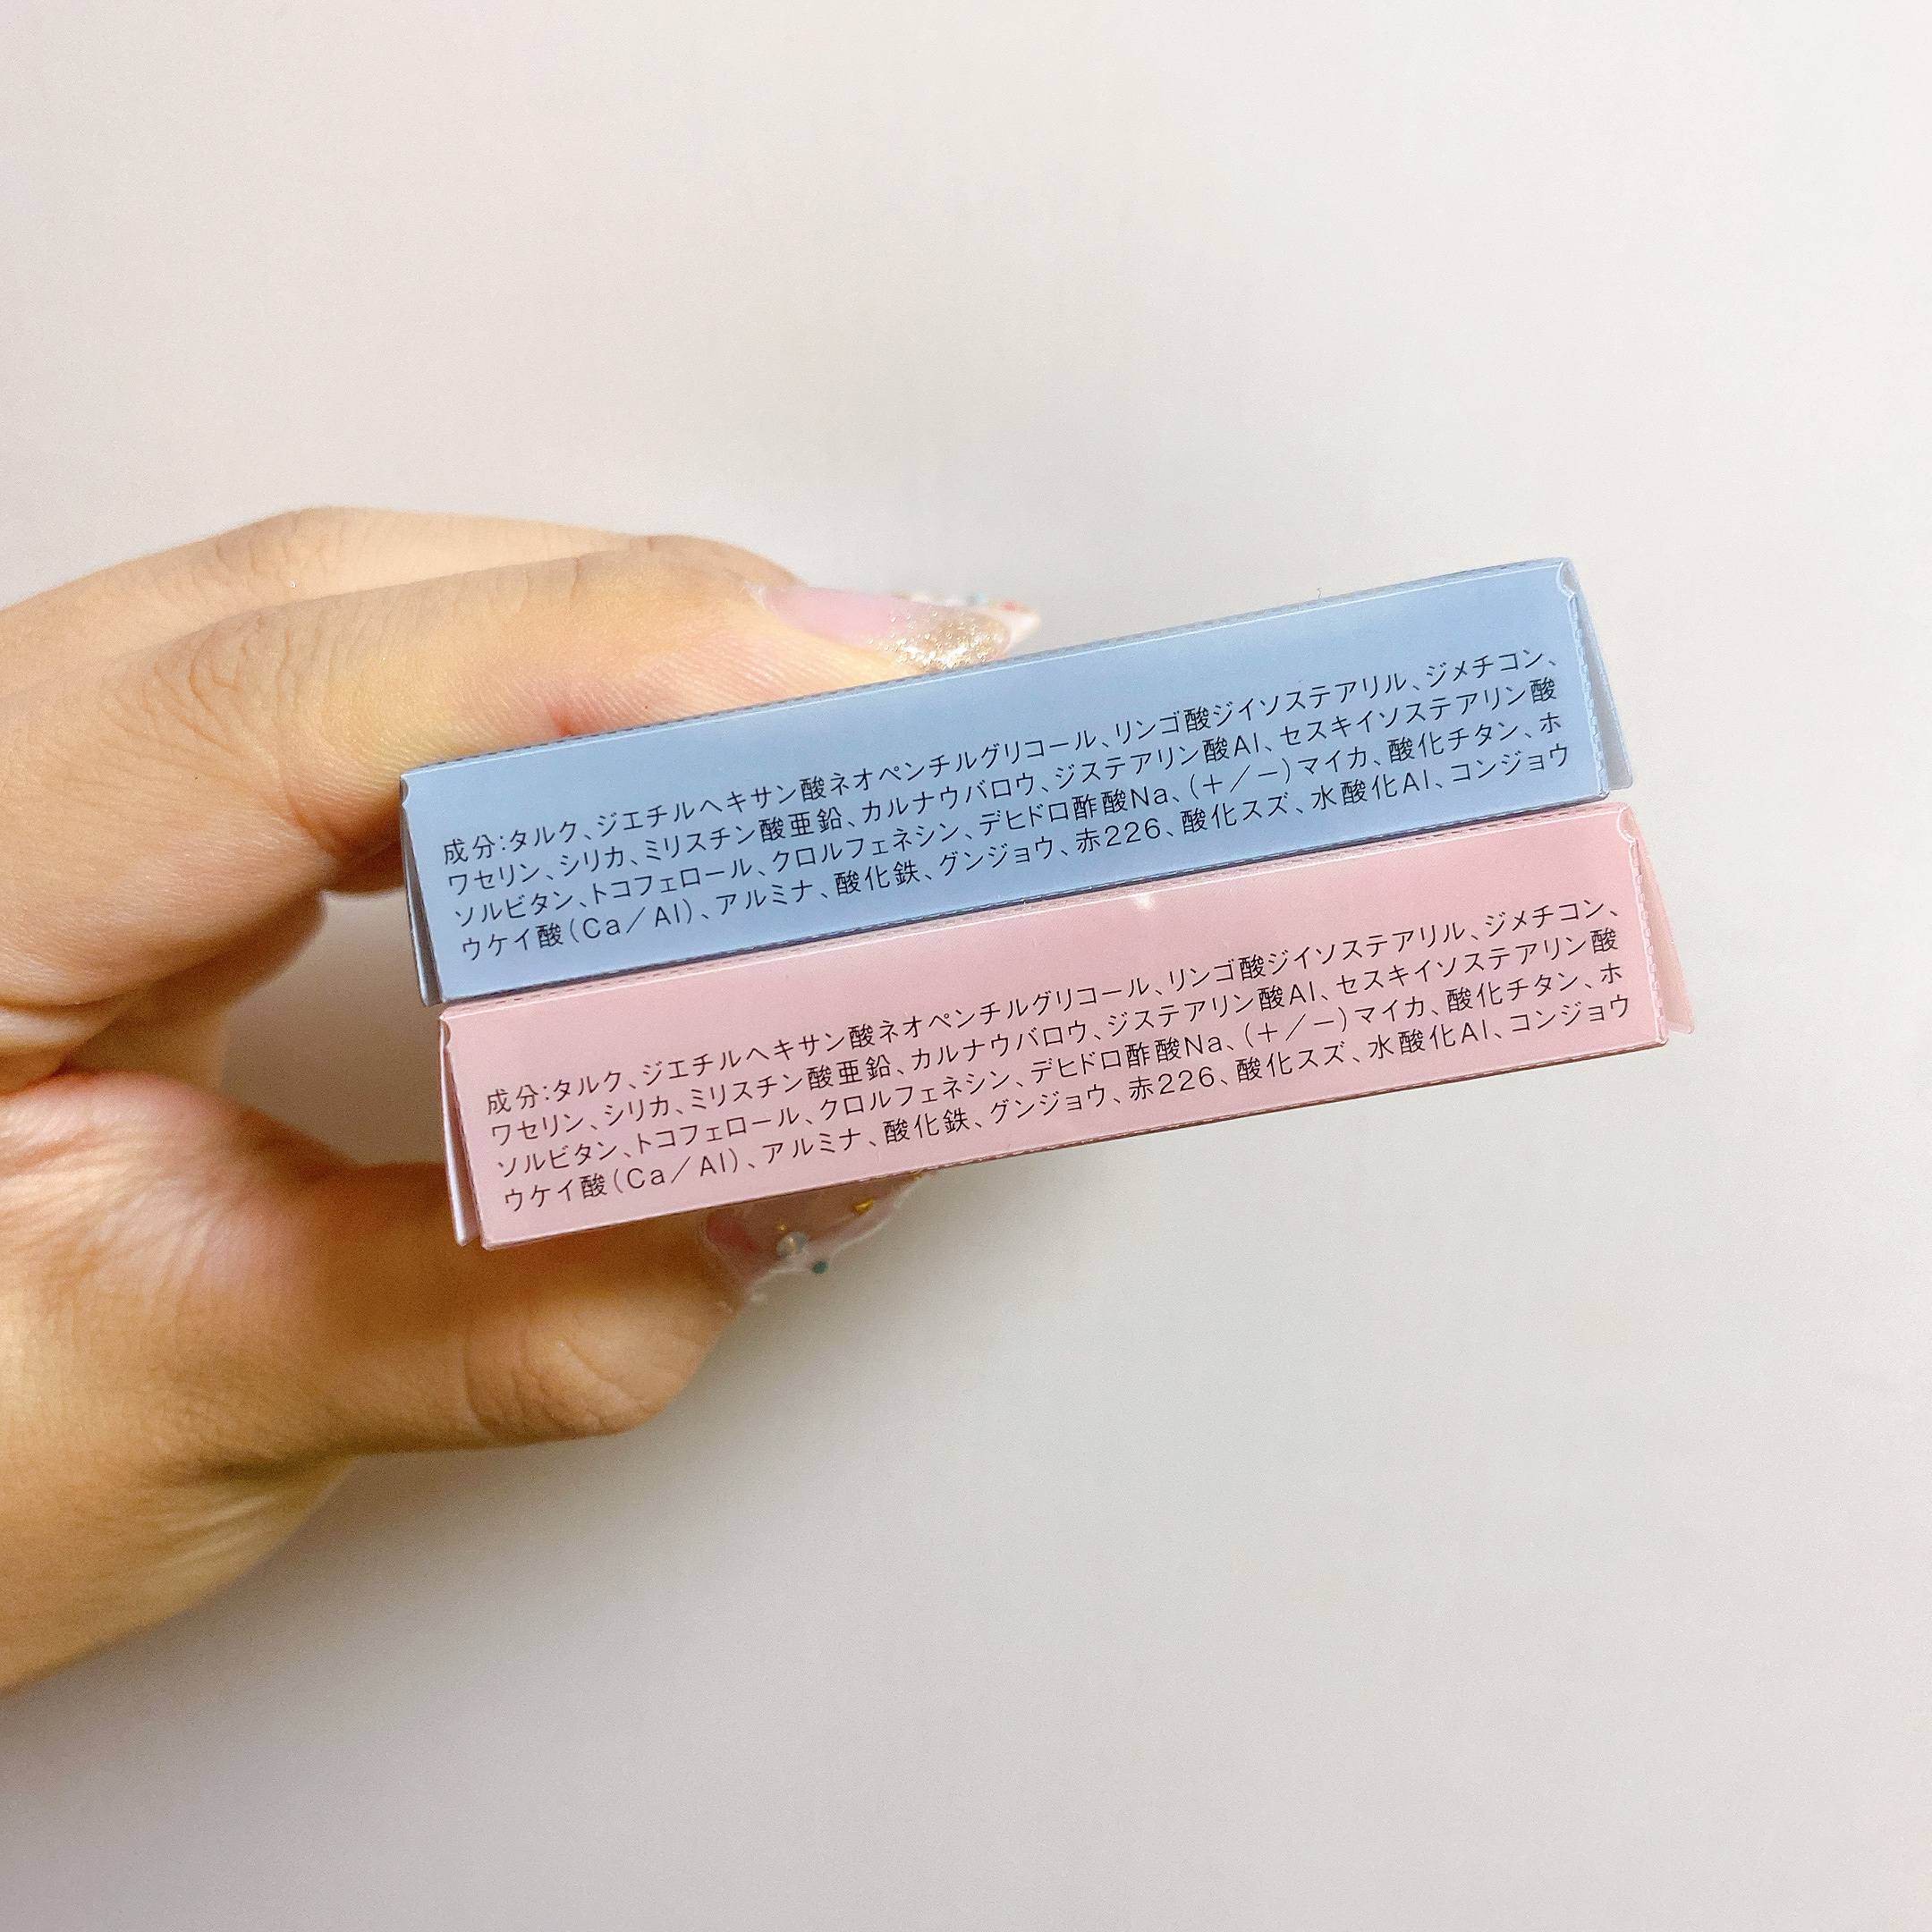 成分:タルク、ジエチルヘキサン酸ネオペンチルグリコール、リンゴ酸ジイソステアリル、ジメチコン、
ワセリン、シリカ、ミリスチン酸亜鉛、カルナウバロウ、ジステアリン酸Al、セスキイソステアリン酸
ソルビタン、トコフェロール、クロルフェネシン、デヒドロ酢酸Na、(+/−)マイカ、酸化チタン、ホ
ウケイ酸(Ca/Al)、アルミナ、酸化鉄、グンジョウ、赤226、酸化スズ、水酸化Al、コンジョウ
成分:タルク、ジエチルヘキサン酸ネオペンチルグリコール、リンゴ酸ジイソステアリル、ジメチコン、
ワセリン、シリカ、ミリスチン酸亜鉛、カルナウバロウ、ジステアリン酸Al、セスキイソステアリン酸
ソルビタン、トコフェロール、クロルフェネシン、デヒドロ酢酸Na、(+/−)マイカ、酸化チタン、ホ
ウケイ酸(Ca/Al)、アルミナ、酸化鉄、グンジョウ、赤226、酸化スズ、水酸化Al、コンジョウ